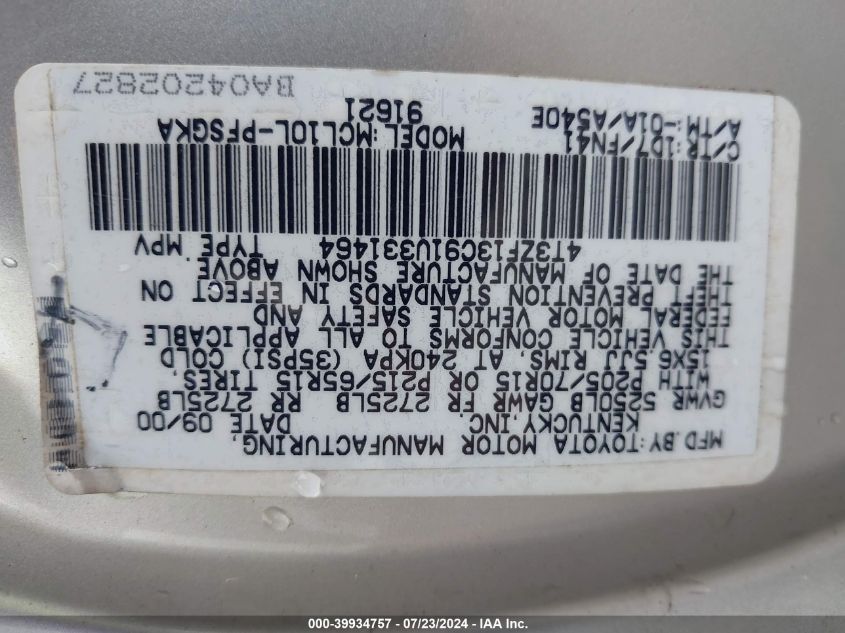 MFD.BY:TOYOTA MOTOR MANUFACTURING,
KENTUCKY,INC. DATE 09/00
GVWR 5250LB GAWR FR 2725LB RR 2725LB
WITH P205/70R15 OR P215/65R15 TIRES,
15X6.5JJ RIMS, AT 240KPA (35PSI) COLD
THIS VEHICLE CONFORMS TO ALL APPLICABLE
FEDERAL MOTOR VEHICLE SAFETY AND
THEFT PREVENTION STANDARDS IN EFFECT ON
THE DATE OF MANUFACTURE SHOWN ABOVE.
4T3ZF13C91U331464 TYPE MPV
C/TR:1D7/FN41 MODEL:MCL10L-PFSGKA
A/TM:-01A/A540E 91621
BA04202827
000-39934757 / 07/23/2024 - IAA Inc.